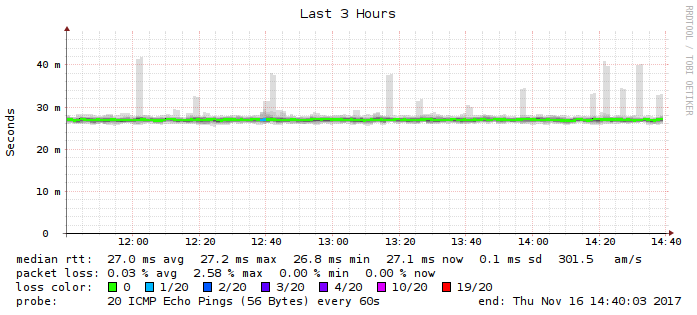 Last 3 Hours
RRDTOOL / TOBI OETIKER
Seconds
40 m
30 m
20 m
10 m
0
12:00 12:20 12:40 13:00 13:20 13:40 14:00 14:20 14:40
median rtt: 27.0 ms avg 27.2 ms max 26.8 ms min 27.1 ms now 0.1 ms sd 301.5 am/s
packet loss: 0.03 % avg 2.58 % max 0.00 % min 0.00 % now
loss color: 0 1/20 2/20 3/20 4/20 10/20 19/20
probe: 20 ICMP Echo Pings (56 Bytes) every 60s end: Thu Nov 16 14:40:03 2017